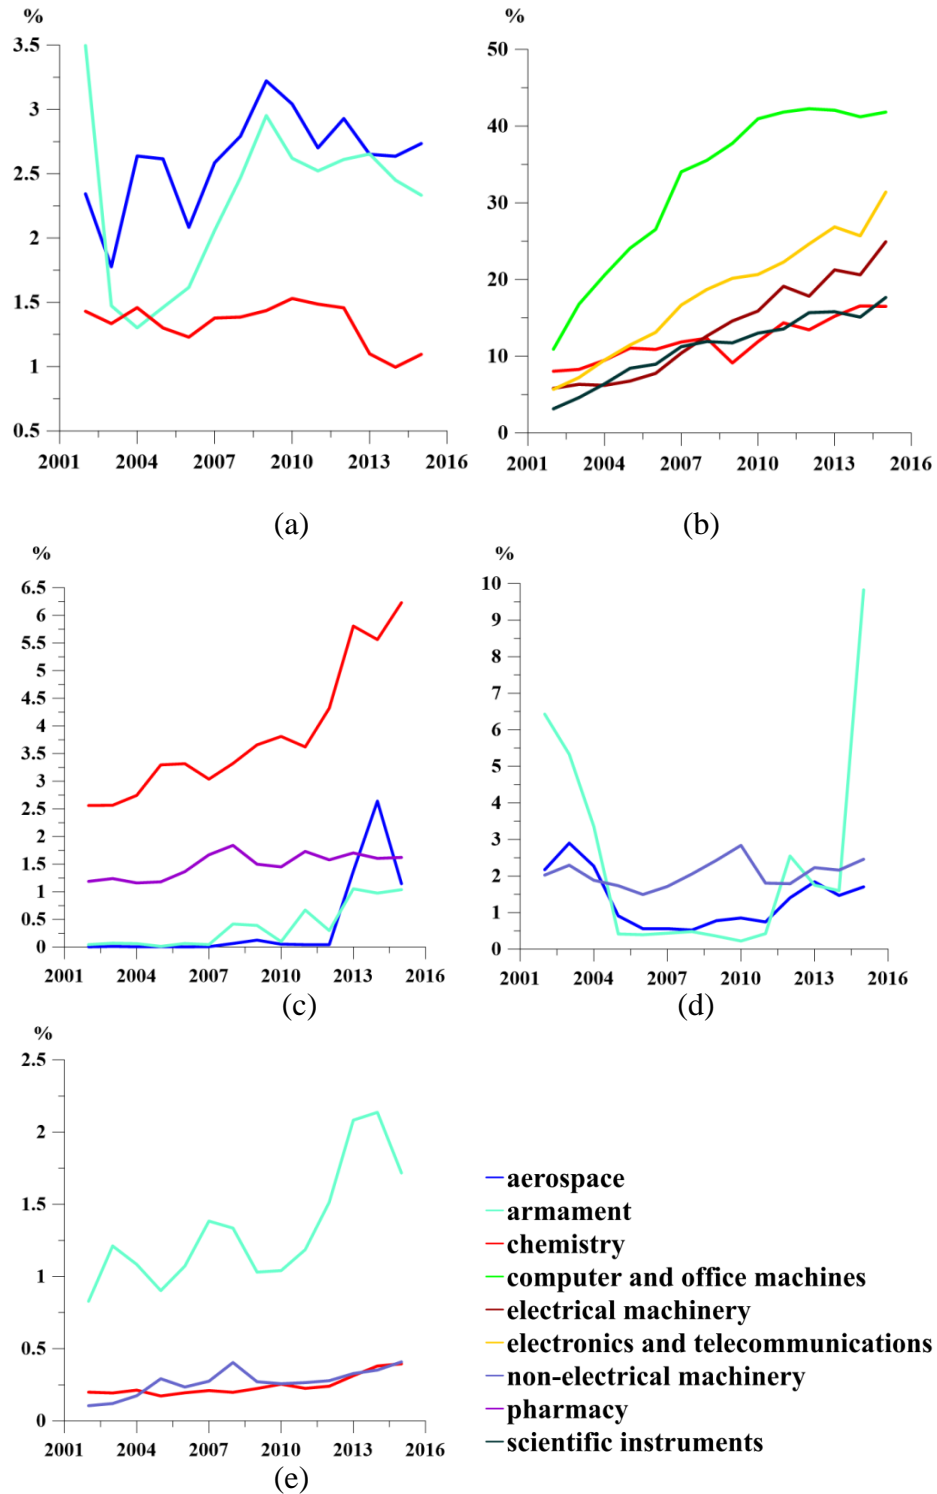 %
3.5
3
2.5
2
1.5
1
0.5
2001 2004 2007 2010 2013 2016
(a)
%
50
40
30
20
10
0
2001 2004 2007 2010 2013 2016
(b)
%
6.5
6
5.5
5
4.5
4
3.5
3
2.5
2
1.5
1
0.5
0
2001 2004 2007 2010 2013 2016
(c)
%
10
9
8
7
6
5
4
3
2
1
0
2001 2004 2007 2010 2013 2016
(d)
%
2.5
2
1.5
1
0.5
0
2001 2004 2007 2010 2013 2016
(e)
aerospace
armament
chemistry
computer and office machines
electrical machinery
electronics and telecommunications
non-electrical machinery
pharmacy
scientific instruments